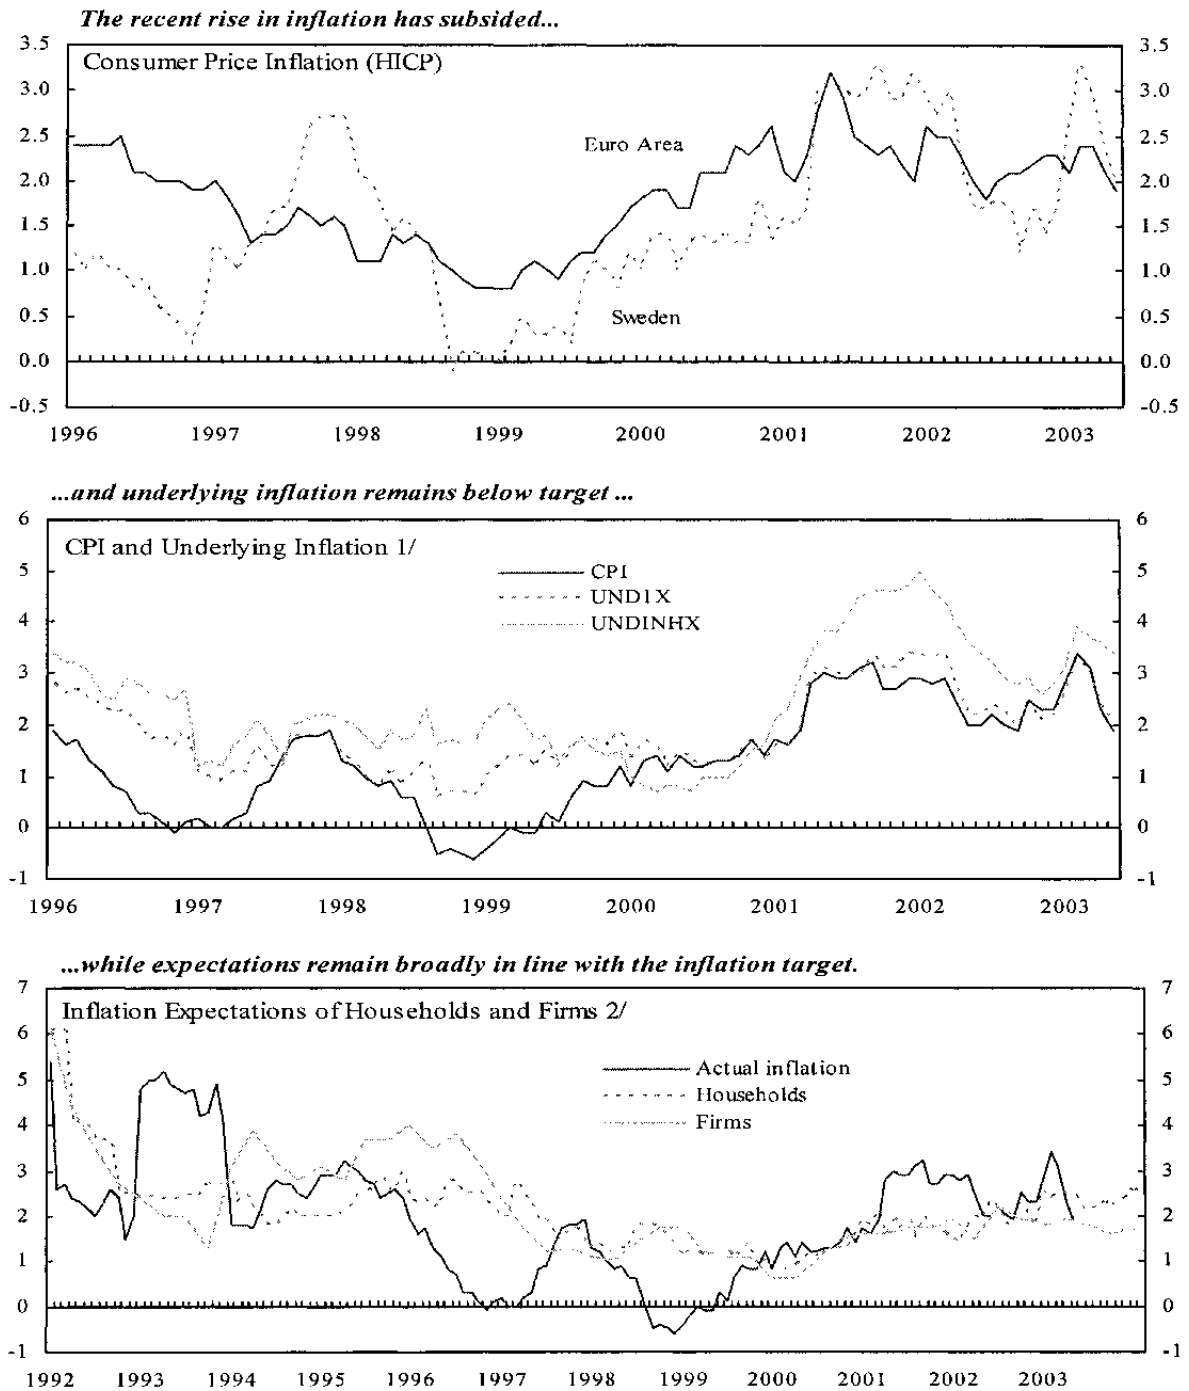 The recent rise in inflation has subsided...
3.5 3.5
Consumer Price Inflation (HICP)
3.0 3.0
2.5 Euro Area 2.5
2.0 2.0
1.5 1.5
1.0 1.0
0.5 Sweden 0.5
0.0 0.0
-0.5 -0.5
1996 1997 1998 1999 2000 2001 2002 2003
...and underlying inflation remains below target ...
6 6
CPI and Underlying Inflation 1/
5 CPI 5
UND1X
4 UNDINHX 4
3 3
2 2
1 1
0 0
-1 -1
1996 1997 1998 1999 2000 2001 2002 2003
...while expectations remain broadly in line with the inflation target.
7 7
Inflation Expectations of Households and Firms 2/
6 6
Actual inflation
5 Households 5
4 Firms 4
3 3
2 2
1 1
0 0
-1 -1
1992 1993 1994 1995 1996 1997 1998 1999 2000 2001 2002 2003